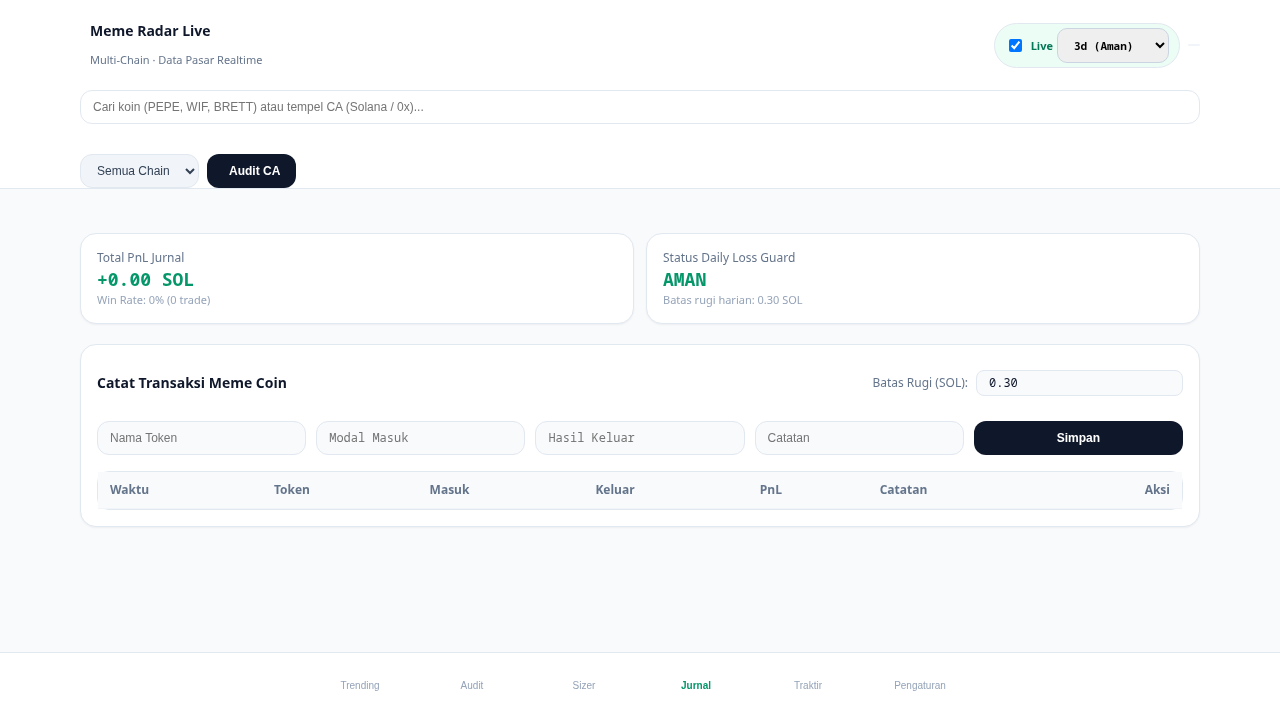 Meme Radar Live
Multi-Chain · Data Pasar Realtime
Live
3d (Aman)
Cari koin (PEPE, WIF, BRETT) atau tempel CA (Solana / 0x)...
Semua Chain
Audit CA
Total PnL Jurnal
+0.00 SOL
Win Rate: 0% (0 trade)
Status Daily Loss Guard
AMAN
Batas rugi harian: 0.30 SOL
Catat Transaksi Meme Coin
Batas Rugi (SOL): 0.30
Nama Token Modal Masuk Hasil Keluar Catatan Simpan
Waktu Token Masuk Keluar PnL Catatan Aksi
Trending Audit Sizer Jurnal Traktir Pengaturan